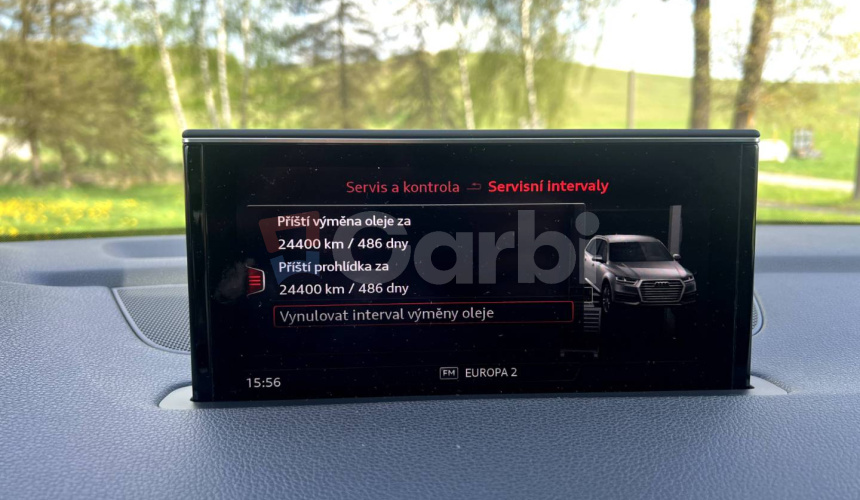 Servis a kontrola Servisní intervaly
Příští výměna oleje za
24400 km / 486 dny
Příští prohlídka za
24400 km / 486 dny
Vynulovat interval výměny oleje
Carbi
FM EUROPA 2
15:56